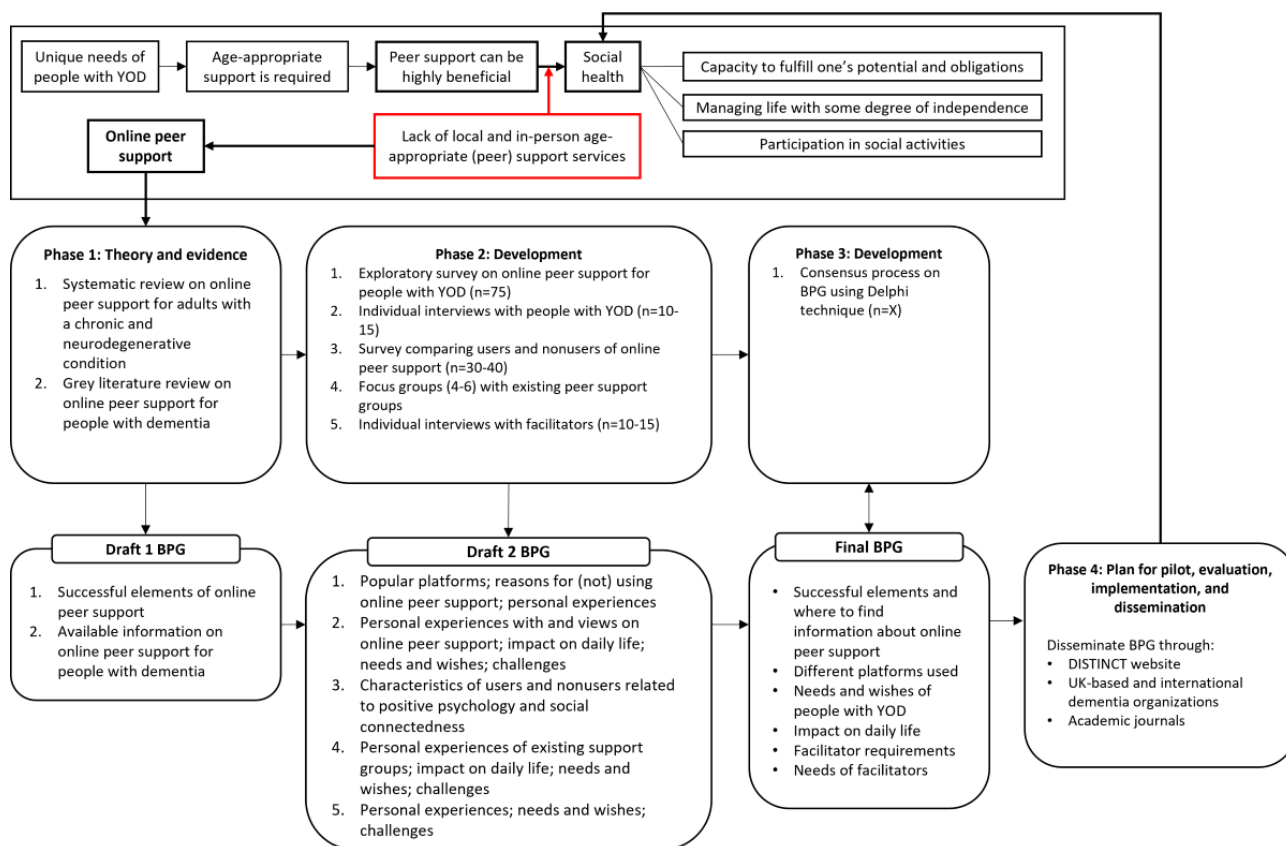 Unique needs of
people with YOD
Age-appropriate
support is required
Peer support can be
highly beneficial
Social
health
Capacity to fulfill one's potential and obligations
Managing life with some degree of independence
Participation in social activities
Online peer
support
Lack of local and in-person age-
appropriate (peer) support services
Phase 1: Theory and evidence
1. Systematic review on online
peer support for adults with
a chronic and
neurodegenerative
condition
2. Grey literature review on
online peer support for
people with dementia
Phase 2: Development
1. Exploratory survey on online peer support for
people with YOD (n=75)
2. Individual interviews with people with YOD (n=10-
15)
3. Survey comparing users and nonusers of online
peer support (n=30-40)
4. Focus groups (4-6) with existing peer support
groups
5. Individual interviews with facilitators (n=10-15)
Phase 3: Development
1. Consensus process on
BPG using Delphi
technique (n=X)
Draft 1 BPG
1. Successful elements of online
peer support
2. Available information on
online peer support for
people with dementia
Draft 2 BPG
1. Popular platforms; reasons for (not) using
online peer support; personal experiences
2. Personal experiences with and views on
online peer support; impact on daily life;
needs and wishes; challenges
3. Characteristics of users and nonusers related
to positive psychology and social
connectedness
4. Personal experiences of existing support
groups; impact on daily life; needs and
wishes; challenges
5. Personal experiences; needs and wishes;
challenges
Final BPG
• Successful elements and
where to find
information about online
peer support
• Different platforms used
• Needs and wishes of
people with YOD
• Impact on daily life
• Facilitator requirements
• Needs of facilitators
Phase 4: Plan for pilot, evaluation,
implementation, and
dissemination
Disseminate BPG through:
• DISTINCT website
• UK-based and international
dementia organizations
• Academic journals